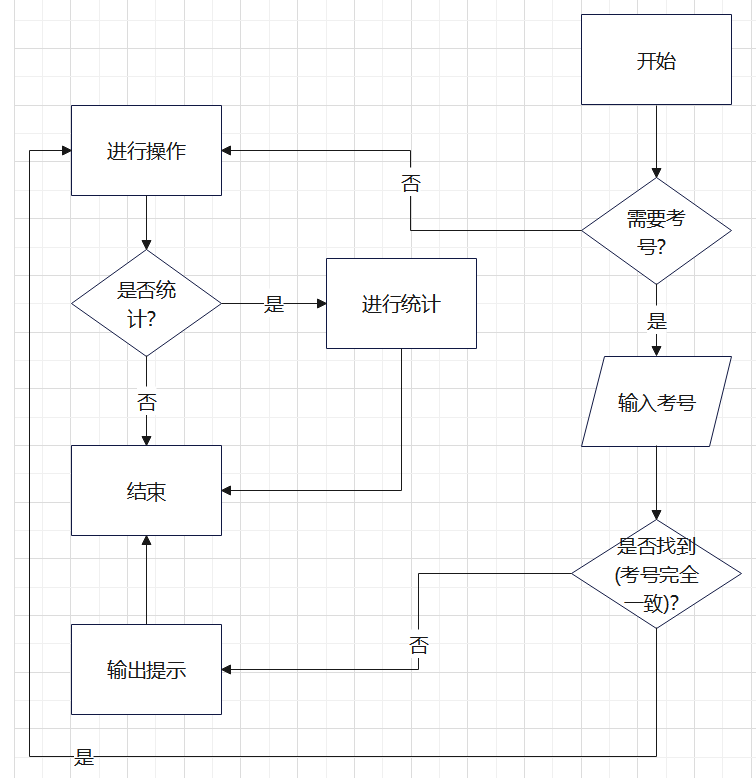 开始
进行操作
否
需要考
号?
是否统
计?
是
进行统计
是
否
输入考号
结束
是否找到
(考号完全
一致)?
否
输出提示
是